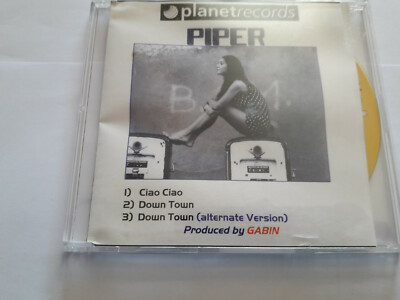 planetrecords
PIPER
1) Ciao Ciao
2) Down Town
3) Down Town (alternate Version)
Produced by GABIN